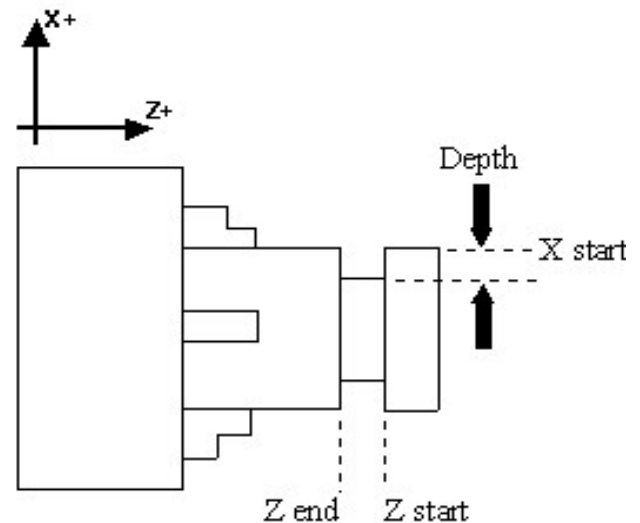 X+
Z+
Depth
X start
Z end
Z start